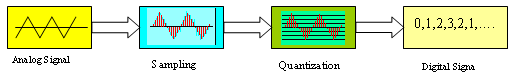 0,1,2,3,2,1,....
Analog Signal
Sampling
Quantization
Digital Signa